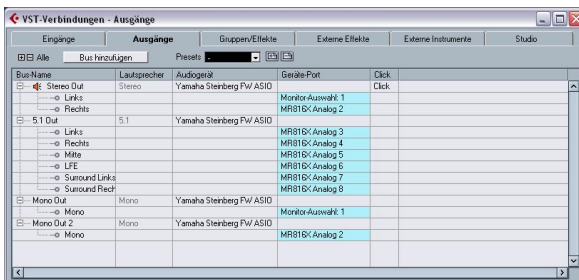 VST-Verbindungen - Ausgänge
Eingänge Ausgänge Gruppen/Effekte Externe Effekte Externe Instrumente Studio
Alle Bus hinzufügen Presets -
Bus-Name Lautsprecher Audiogerät Geräte-Port Click
Stereo Out Stereo Yamaha Steinberg FW ASIO Click
Links Monitor-Auswahl: 1
Rechts MR816X Analog 2
5.1 Out 5.1 Yamaha Steinberg FW ASIO
Links MR816X Analog 3
Rechts MR816X Analog 4
Mitte MR816X Analog 5
LFE MR816X Analog 6
Surround Links MR816X Analog 7
Surround Rech MR816X Analog 8
Mono Out Mono Yamaha Steinberg FW ASIO
Mono Monitor-Auswahl: 1
Mono Out 2 Mono Yamaha Steinberg FW ASIO
Mono MR816X Analog 2